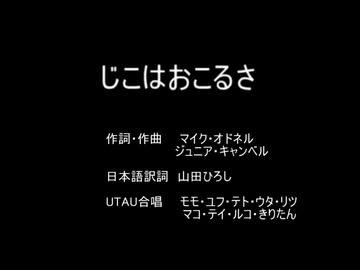 じこはおこるさ
作詞・作曲　マイク・オドネル
ジュニア・キャンベル
日本語訳詞　山田ひろし
UTAU合唱　モモ・ユフ・テト・ウタ・リツ
マコ・テイ・ルコ・きりたん